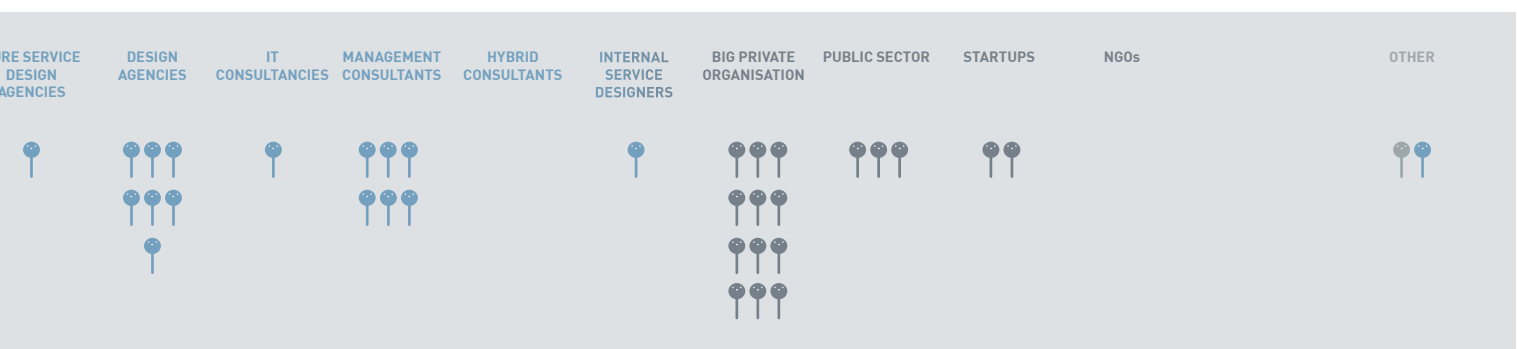 SERVICE
DESIGN
AGENCIES
DESIGN
AGENCIES
IT
CONSULTANCIES
MANAGEMENT
CONSULTANTS
HYBRID
CONSULTANTS
INTERNAL
SERVICE
DESIGNERS
BIG PRIVATE
ORGANISATION
PUBLIC SECTOR
STARTUPS
NGOs
OTHER